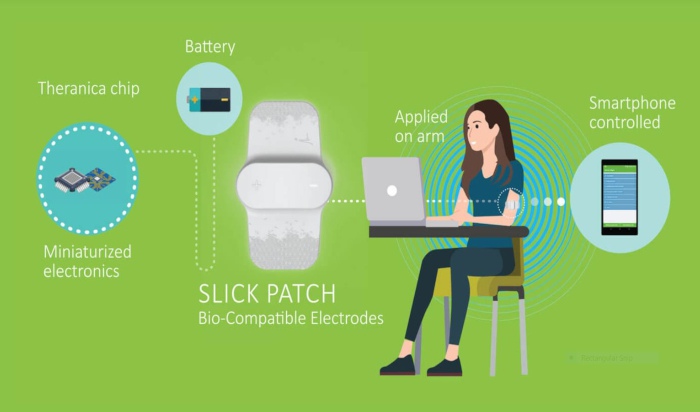 Battery
Theranica chip
Smartphone
controlled
Applied
on arm
Miniaturized
electronics
SLICK PATCH
Bio-Compatible Electrodes